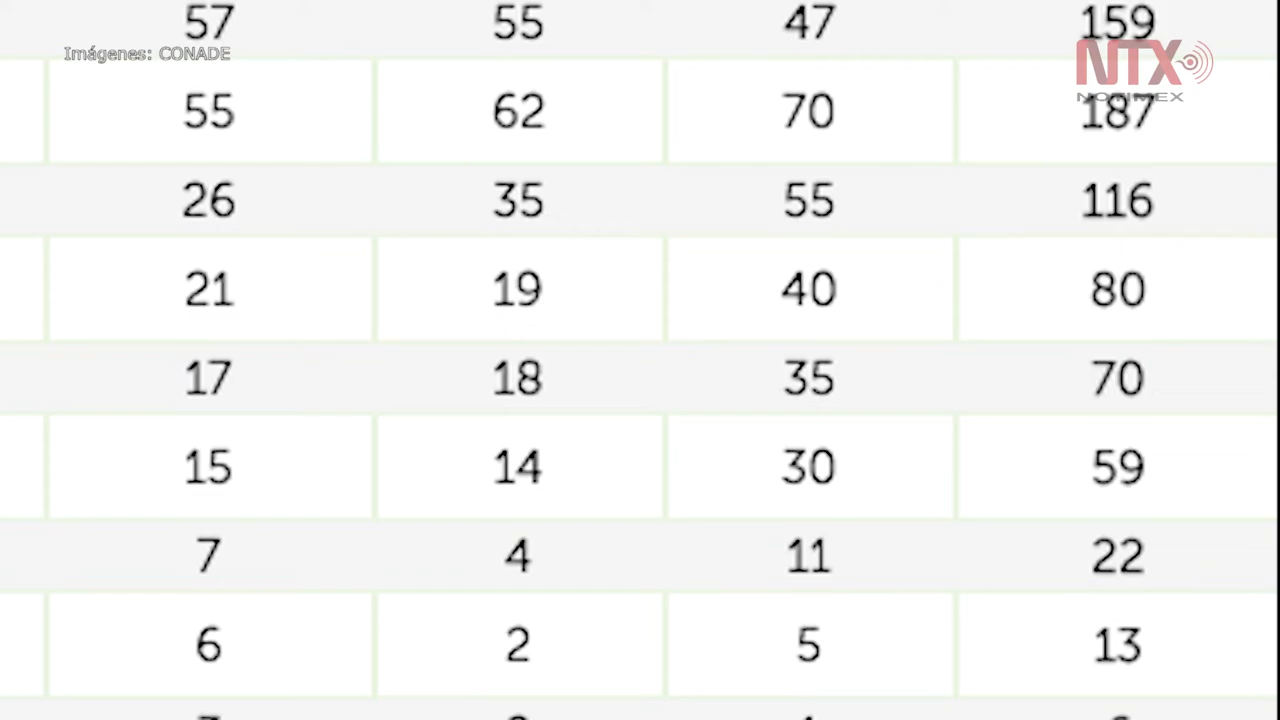 57 55 47 159
Imágenes: CONADE
NTX
NOTIMEX
55 62 70 187
26 35 55 116
21 19 40 80
17 18 35 70
15 14 30 59
7 4 11 22
6 2 5 13